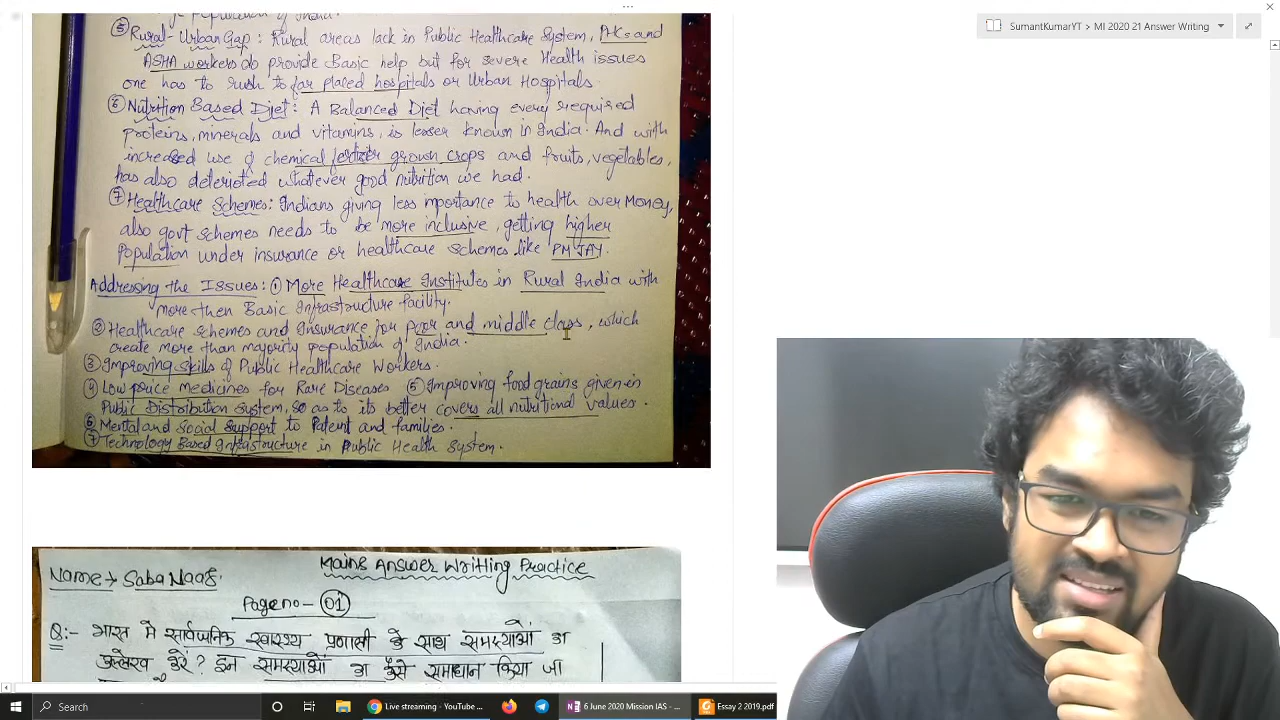 SumantKumarYT > MI 2020 21 Answer Writing
⑤ Rural-Urban Gap: Rural areas lack in Public Healthcare System, PHCs and
ASHA workers do provide Basic help but for severe Health issues
one has to rush to far placed hospitals or Urban Hospitals.
⑥ Nutrition Based Diet: A Balanced Diet having every required
proteins, minerals and vitamins, is lesser known in India. And with
increased use of chemical fertilizer grown crops and fruits, vegetables,
has also deterioted whatever good nutrition we had.
⑦ Healthcare Schemes: Indians giving less mportance to health over Money,
also govt schemes needs to be more inclusive, getting higher
population under insurance or healthcare schemes like PMJAY.
Addressing the Issues: ① More Healthcare Institutes in Rural India with
more then Basic Infrastructure facility.
② Healthcare schemes and Insurance for poor and middle class, which
create more than majority population of India.
③ Improving skills of Public Healthcare Workers.
④ Low price medicines for Rare Diseases ⑤ Improving food grains given in
Public Distribution System, so as to its better covers all nutritional values.
⑥ Mental and Social support to Patent and families.
⑦ Technology Based Infrastructure in Public Health System.
Name→ Saba Naaz
Mains Answer Writting Practice
Page no - 01
Q:- भारत मे सार्वजनिक स्वास्थ्य प्रणाली के साथ समस्याओं का
उल्लेख करें? इन समस्याओं का कैसे समाधान किया जा
Search
Live streaming - YouTube ...
6 June 2020 Mission IAS - ...
Essay 2 2019.pdf